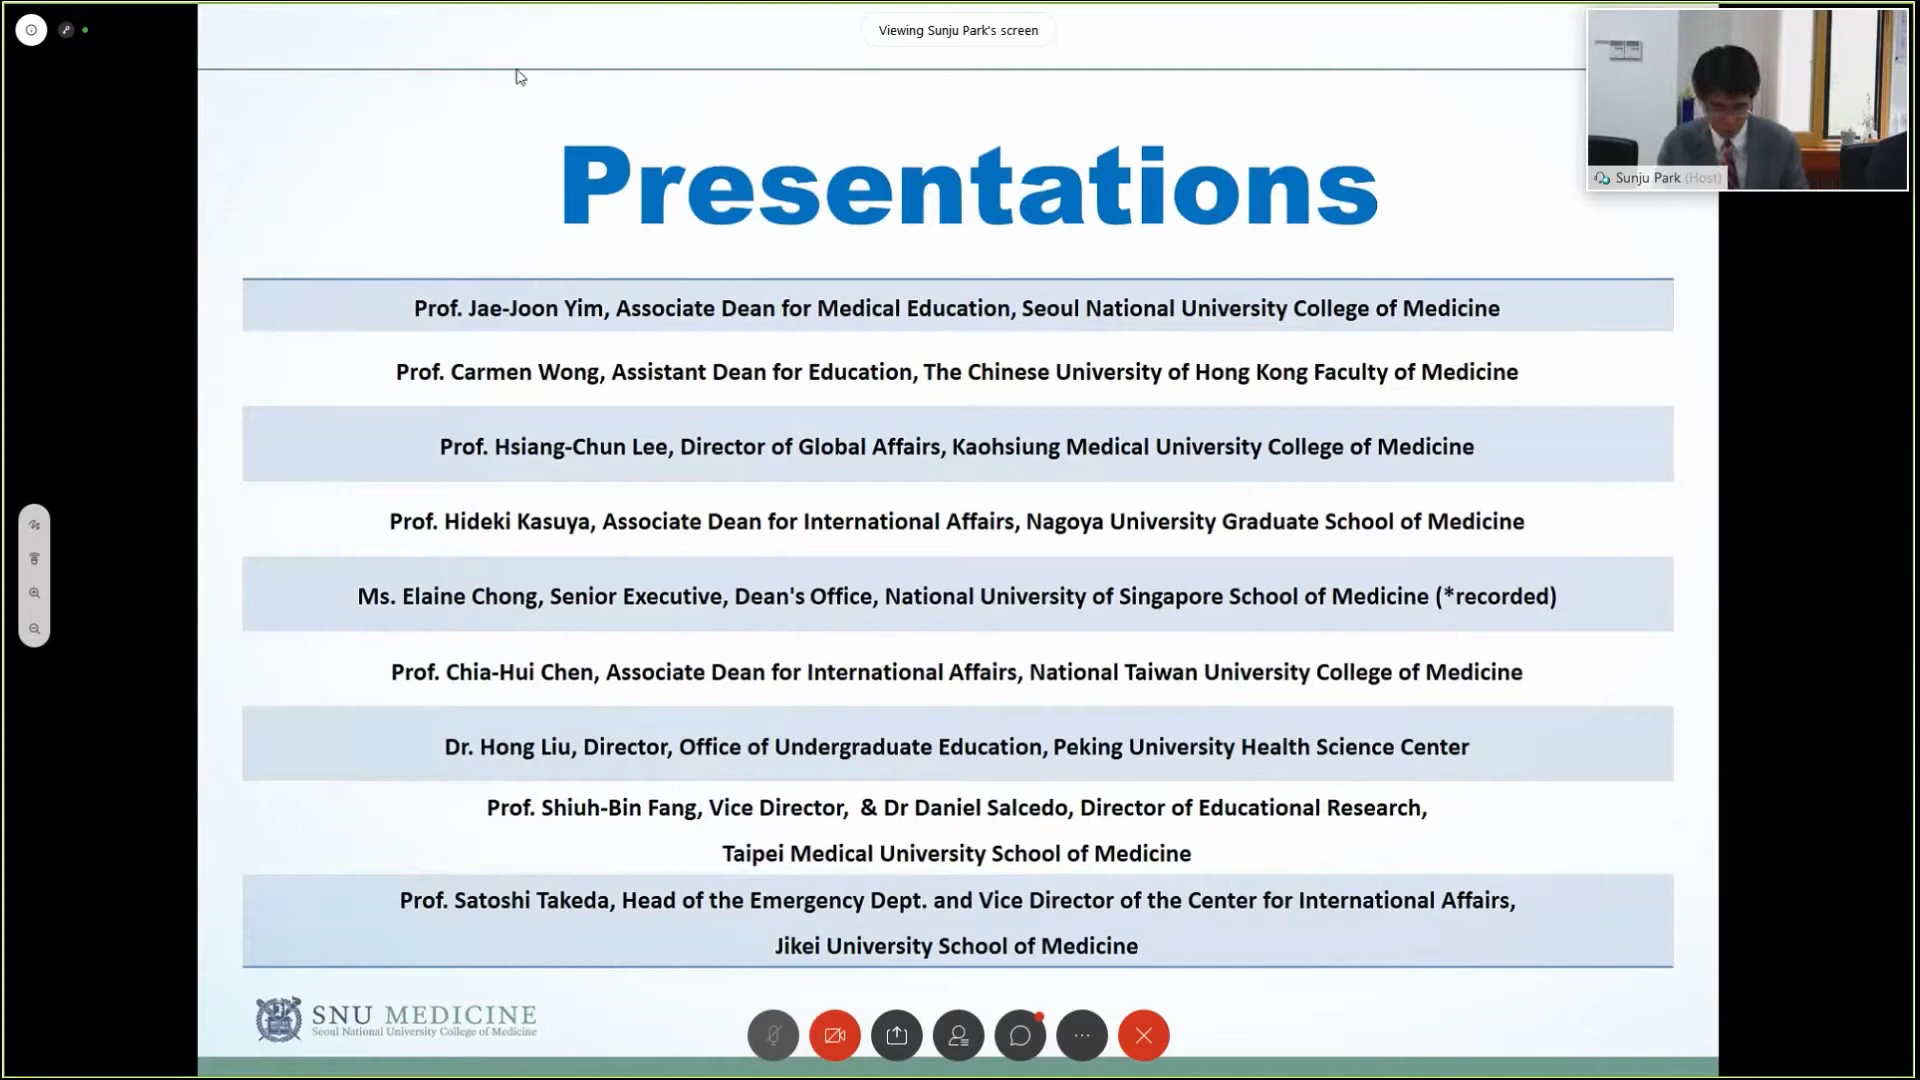 Viewing Sunju Park's screen
Sunju Park (Host)
Presentations
Prof. Jae-Joon Yim, Associate Dean for Medical Education, Seoul National University College of Medicine
Prof. Carmen Wong, Assistant Dean for Education, The Chinese University of Hong Kong Faculty of Medicine
Prof. Hsiang-Chun Lee, Director of Global Affairs, Kaohsiung Medical University College of Medicine
Prof. Hideki Kasuya, Associate Dean for International Affairs, Nagoya University Graduate School of Medicine
Ms. Elaine Chong, Senior Executive, Dean's Office, National University of Singapore School of Medicine (*recorded)
Prof. Chia-Hui Chen, Associate Dean for International Affairs, National Taiwan University College of Medicine
Dr. Hong Liu, Director, Office of Undergraduate Education, Peking University Health Science Center
Prof. Shiuh-Bin Fang, Vice Director,  & Dr Daniel Salcedo, Director of Educational Research,
Taipei Medical University School of Medicine
Prof. Satoshi Takeda, Head of the Emergency Dept. and Vice Director of the Center for International Affairs,
Jikei University School of Medicine
SNU MEDICINE
Seoul National University College of Medicine